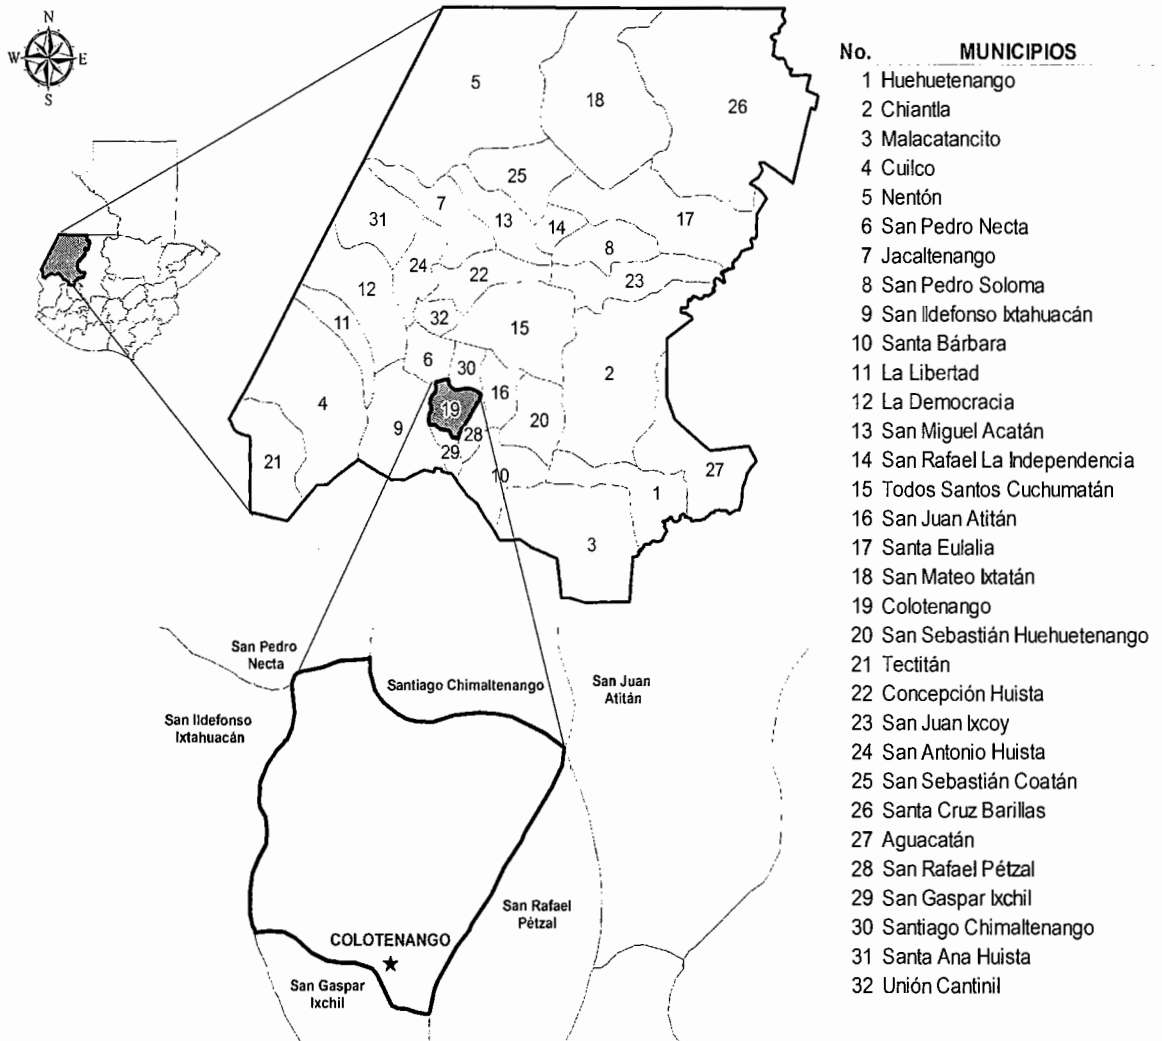 N
W E
S
No. MUNICIPIOS
1 Huehuetenango
2 Chiantla
3 Malacatancito
4 Cuilco
5 Nentón
6 San Pedro Necta
7 Jacaltenango
8 San Pedro Soloma
9 San Ildefonso Ixtahuacán
10 Santa Bárbara
11 La Libertad
12 La Democracia
13 San Miguel Acatán
14 San Rafael La Independencia
15 Todos Santos Cuchumatán
16 San Juan Atitán
17 Santa Eulalia
18 San Mateo Ixtatán
19 Colotenango
20 San Sebastián Huehuetenango
21 Tectitán
22 Concepción Huista
23 San Juan Ixcoy
24 San Antonio Huista
25 San Sebastián Coatán
26 Santa Cruz Barillas
27 Aguacatán
28 San Rafael Pétzal
29 San Gaspar Ixchil
30 Santiago Chimaltenango
31 Santa Ana Huista
32 Unión Cantinil
5
18
26
25
7
31
13
14
17
8
24
22
23
12
11
32
15
6
30
2
16
4
19
20
9
28
29
21
10
27
1
3
San Pedro
Necta
Santiago Chimaltenango
San Juan
Atitán
San Ildefonso
Ixtahuacán
San Rafael
Pétzal
COLOTENANGO
San Gaspar
Ixchil